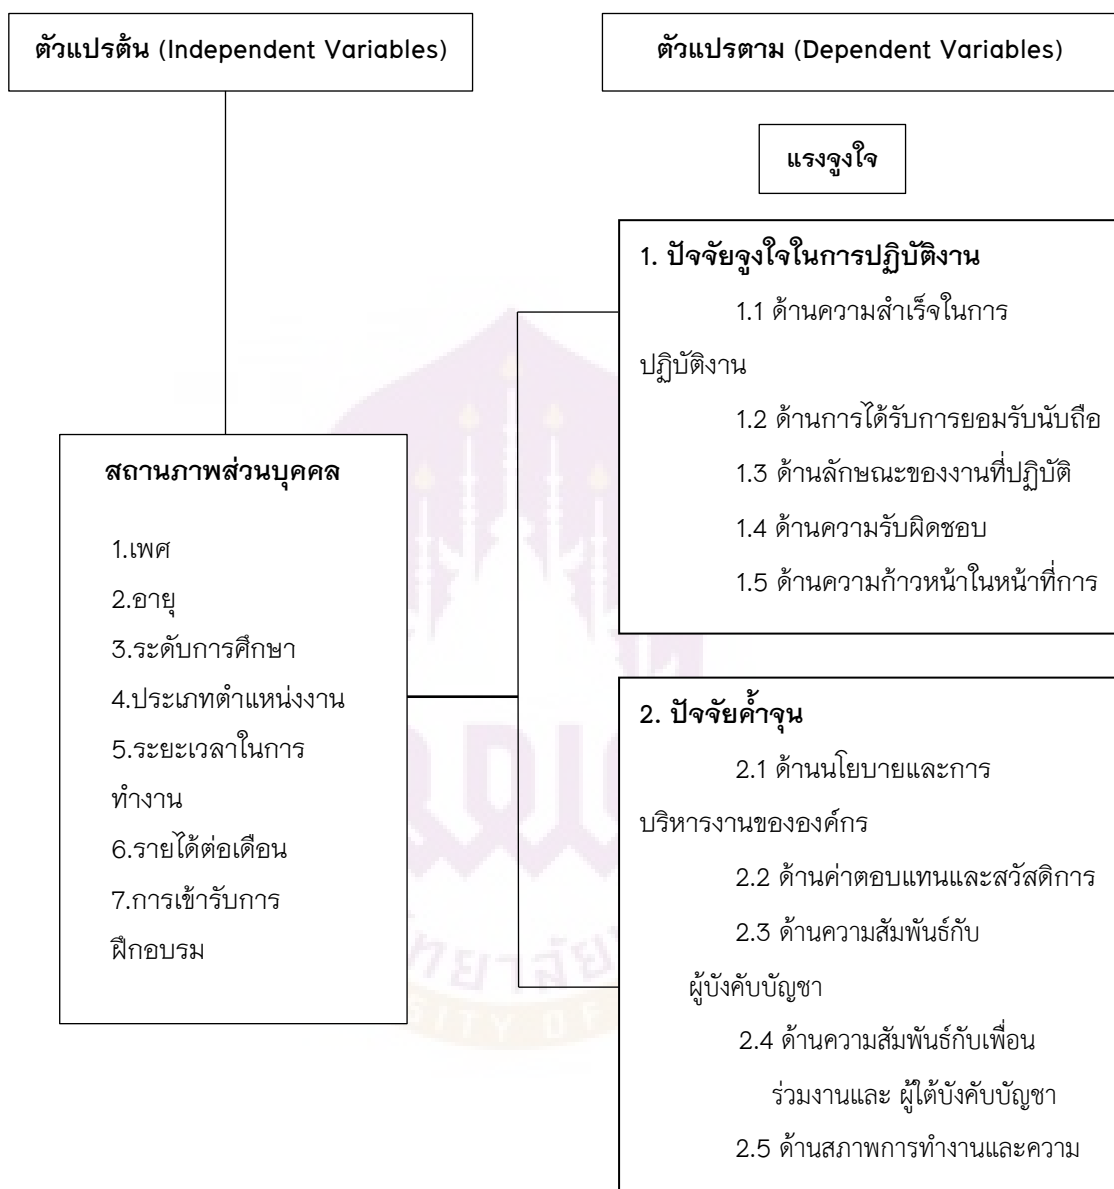 ตัวแปรต้น (Independent Variables)
ตัวแปรตาม (Dependent Variables)
แรงจูงใจ
สถานภาพส่วนบุคคล
1.เพศ
2.อายุ
3.ระดับการศึกษา
4.ประเภทตำแหน่งงาน
5.ระยะเวลาในการ
ทำงาน
6.รายได้ต่อเดือน
7.การเข้ารับการ
ฝึกอบรม
1. ปัจจัยจูงใจในการปฏิบัติงาน
1.1 ด้านความสำเร็จในการ
ปฏิบัติงาน
1.2 ด้านการได้รับการยอมรับนับถือ
1.3 ด้านลักษณะของงานที่ปฏิบัติ
1.4 ด้านความรับผิดชอบ
1.5 ด้านความก้าวหน้าในหน้าที่การ
2. ปัจจัยค้ำจุน
2.1 ด้านนโยบายและการ
บริหารงานขององค์กร
2.2 ด้านค่าตอบแทนและสวัสดิการ
2.3 ด้านความสัมพันธ์กับ
ผู้บังคับบัญชา
2.4 ด้านความสัมพันธ์กับเพื่อน
ร่วมงานและ ผู้ใต้บังคับบัญชา
2.5 ด้านสภาพการทำงานและความ